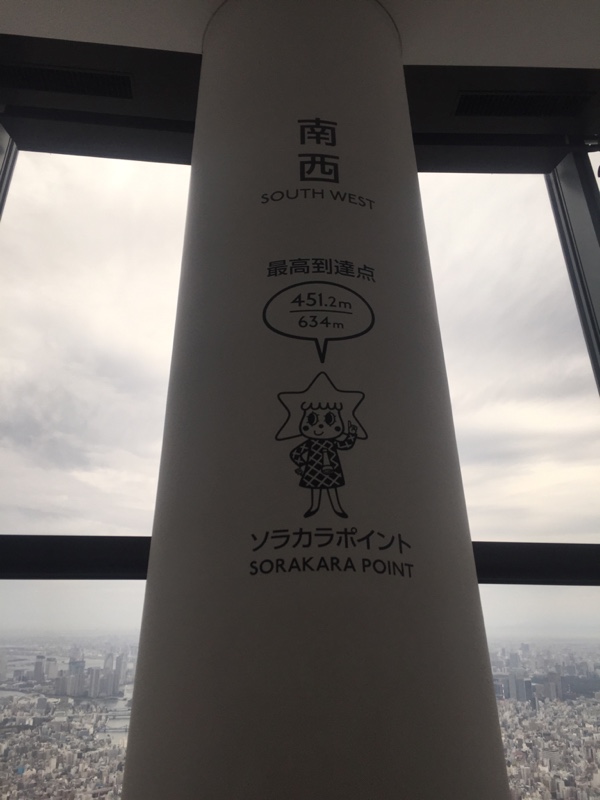 南
西
SOUTH WEST
最高到達点
451.2m
634m
ソラカラポイント
SORAKARA POINT